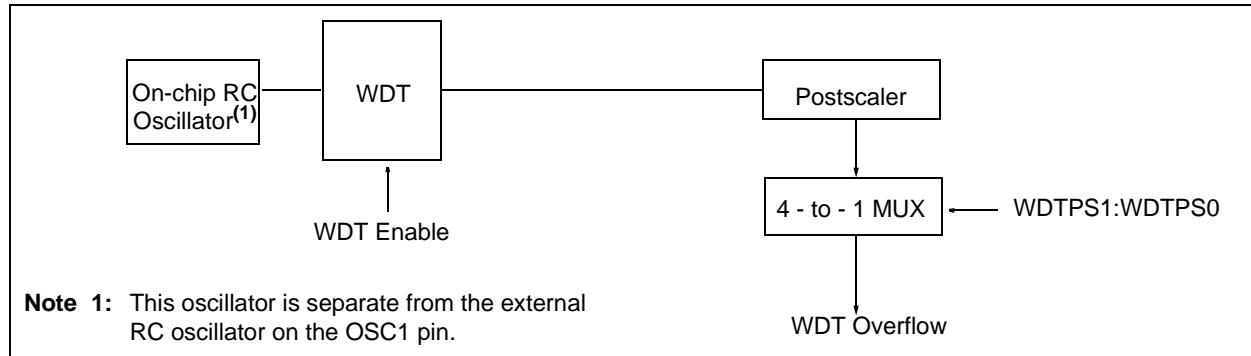 On-chip RC
Oscillator(1)
WDT
Postscaler
4 - to - 1 MUX
WDTPS1:WDTPS0
WDT Enable
WDT Overflow
Note 1: This oscillator is separate from the external
RC oscillator on the OSC1 pin.